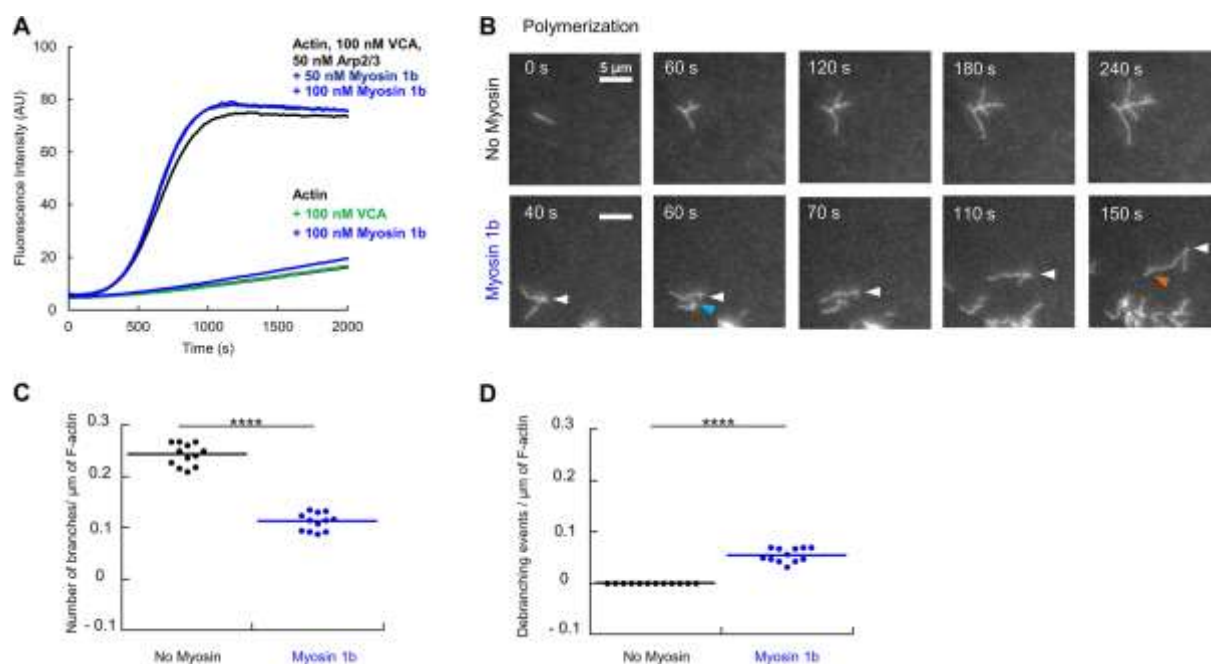 A
Fluorescence Intensity (AU)
100
80
60
40
20
0
0 500 1000 1500 2000
Time (s)
Actin, 100 nM VCA,
50 nM Arp2/3
+ 50 nM Myosin 1b
+ 100 nM Myosin 1b
Actin
+ 100 nM VCA
+ 100 nM Myosin 1b
B Polymerization
No Myosin
0 s 5 µm 60 s 120 s 180 s 240 s
Myosin 1b
40 s 60 s 70 s 110 s 150 s
C
Number of branches/ µm of F-actin
0.3
0.2
0.1
0
- 0.1
****
No Myosin Myosin 1b
D
Debranching events / µm of F-actin
0.3
0.2
0.1
0
- 0.1
****
No Myosin Myosin 1b